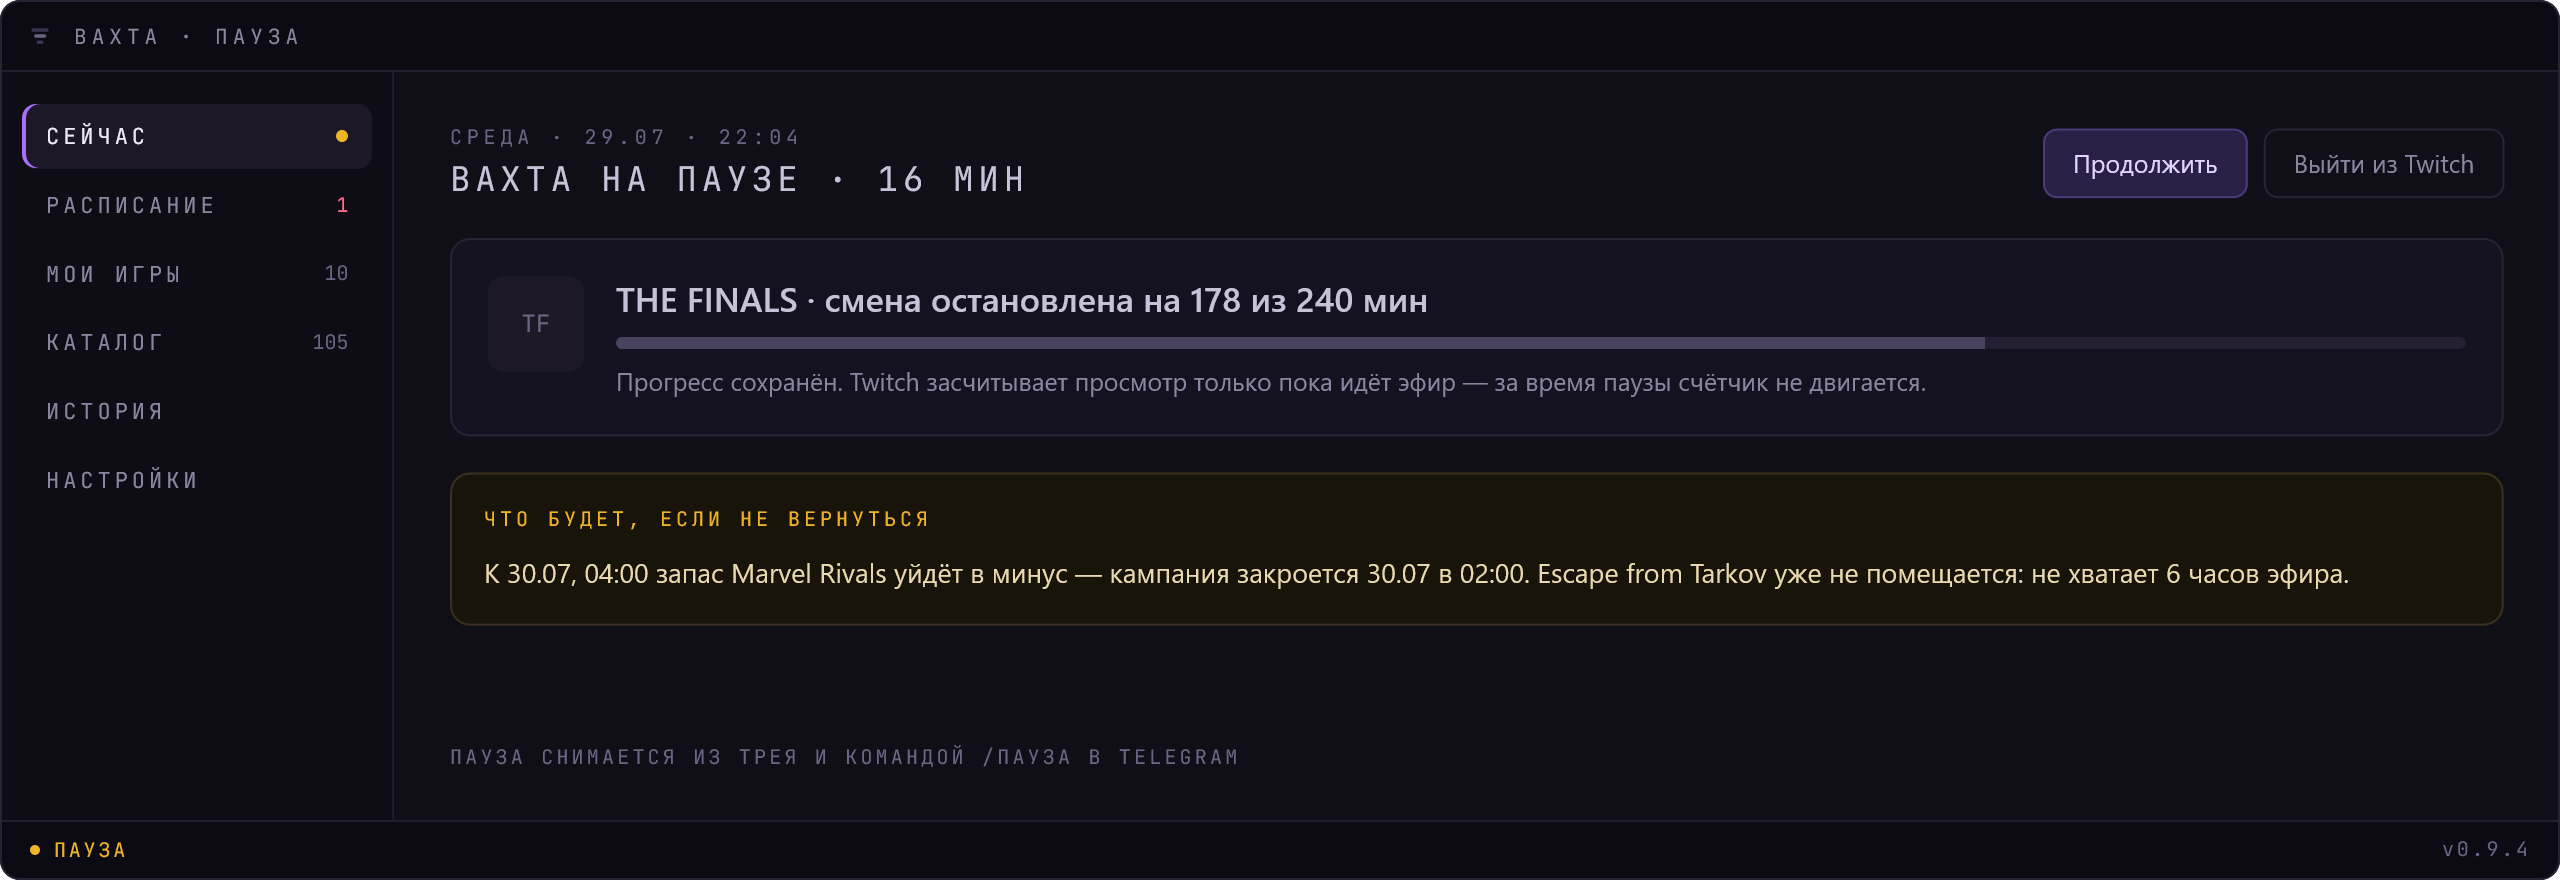 ВАХТА · ПАУЗА
СЕЙЧАС
РАСПИСАНИЕ 1
МОИ ИГРЫ 10
КАТАЛОГ 105
ИСТОРИЯ
НАСТРОЙКИ
СРЕДА · 29.07 · 22:04
ВАХТА НА ПАУЗЕ · 16 МИН
Продолжить
Выйти из Twitch
TF
THE FINALS · смена остановлена на 178 из 240 мин
Прогресс сохранён. Twitch засчитывает просмотр только пока идёт эфир — за время паузы счётчик не двигается.
ЧТО БУДЕТ, ЕСЛИ НЕ ВЕРНУТЬСЯ
К 30.07, 04:00 запас Marvel Rivals уйдёт в минус — кампания закроется 30.07 в 02:00. Escape from Tarkov уже не помещается: не хватает 6 часов эфира.
ПАУЗА СНИМАЕТСЯ ИЗ ТРЕЯ И КОМАНДОЙ /ПАУЗА В TELEGRAM
ПАУЗА
v0.9.4